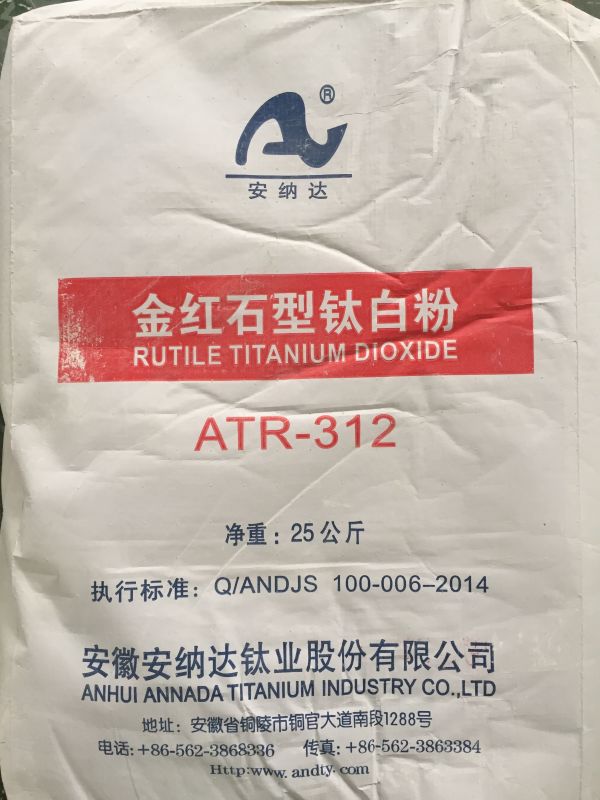 ®
安纳达
金红石型钛白粉
RUTILE TITANIUM DIOXIDE
ATR-312
净重：25公斤
执行标准：Q/ANDJS 100-006-2014
安徽安纳达钛业股份有限公司
ANHUI ANNADA TITANIUM INDUSTRY CO.,LTD
地址：安徽省铜陵市铜官大道南段1288号
电话:+86-562-3868336 传真:+86-562-3863384
Http:www.andty.com